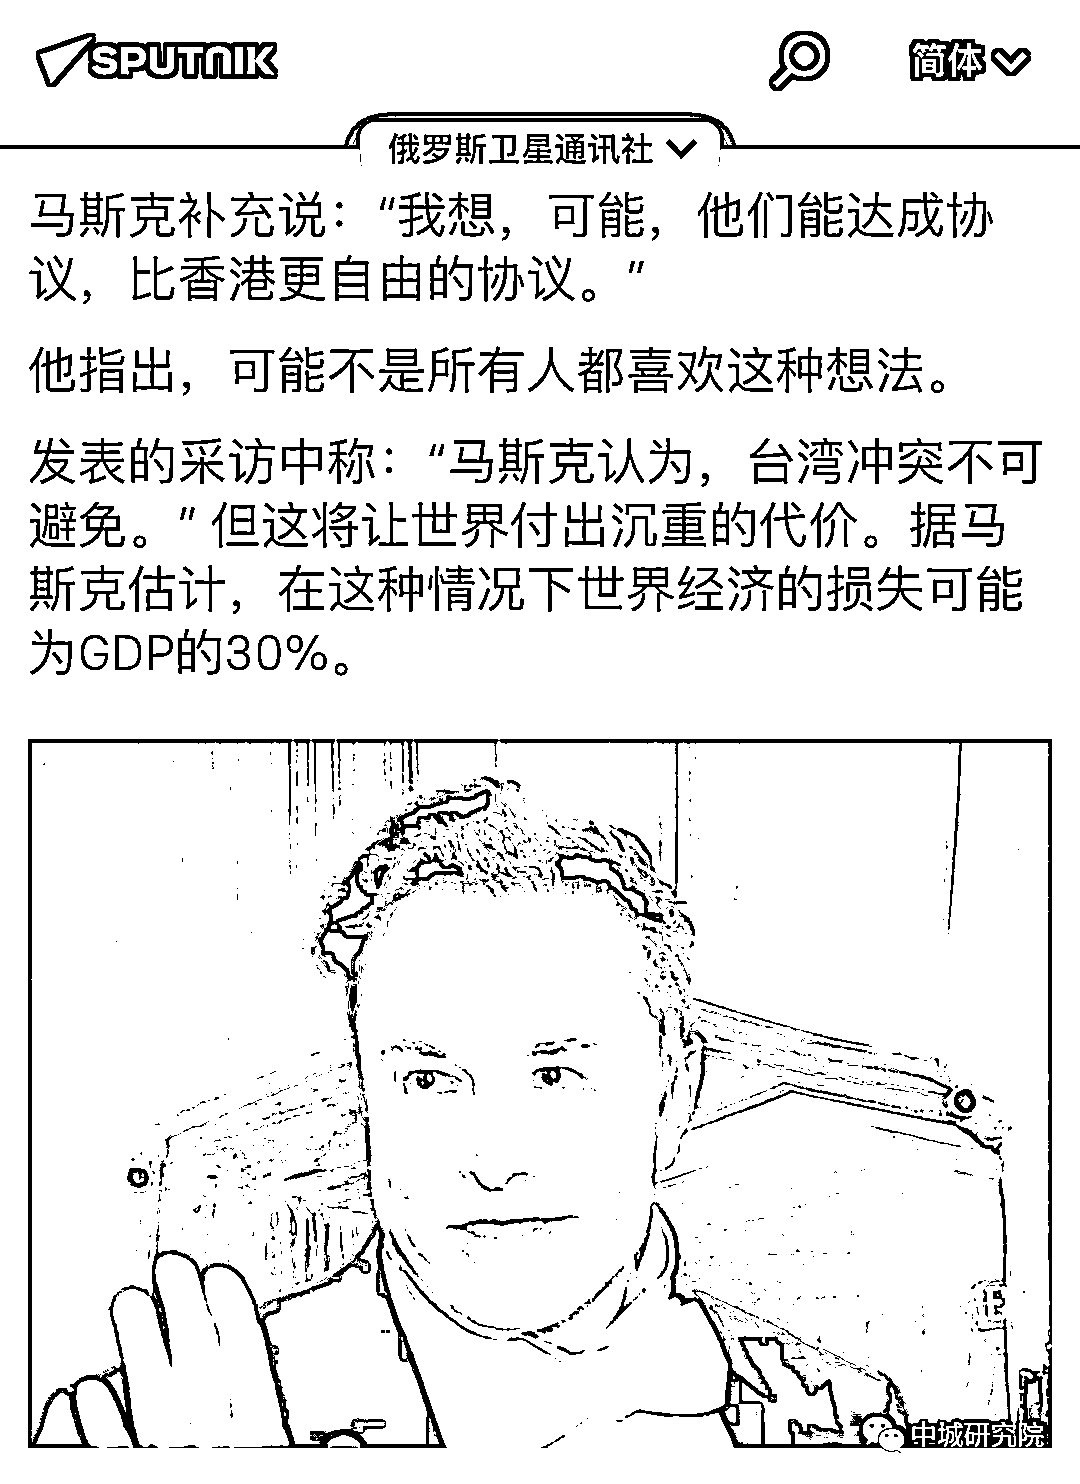 SPUTNIK
简体
俄罗斯卫星通讯社
马斯克补充说：“我想，可能，他们能达成协
议，比香港更自由的协议。”
他指出，可能不是所有人都喜欢这种想法。
发表的采访中称：“马斯克认为，台湾冲突不可
避免。” 但这将让世界付出沉重的代价。据马
斯克估计，在这种情况下世界经济的损失可能
为GDP的30%。
中城研究院